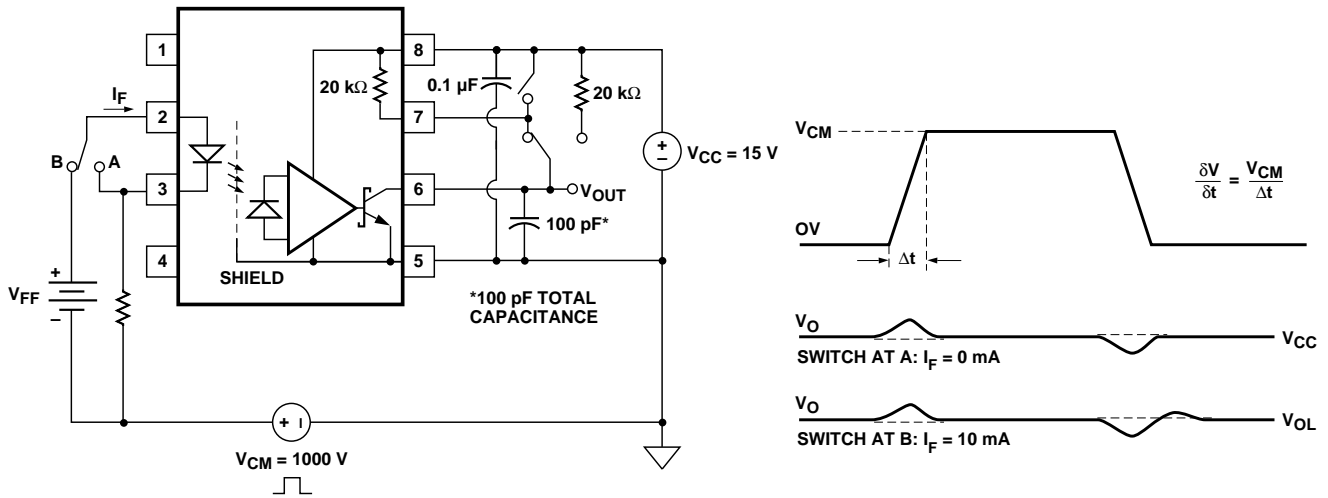 1
8
20 kΩ
0.1 µF
20 kΩ
I_F
2
7
B
A
V_CC = 15 V
3
6
V_OUT
100 pF*
4
5
SHIELD
V_FF
*100 pF TOTAL
CAPACITANCE
V_CM = 1000 V
V_CM
δV/δt = V_CM/Δt
OV
Δt
V_O
V_CC
SWITCH AT A: I_F = 0 mA
V_O
V_OL
SWITCH AT B: I_F = 10 mA